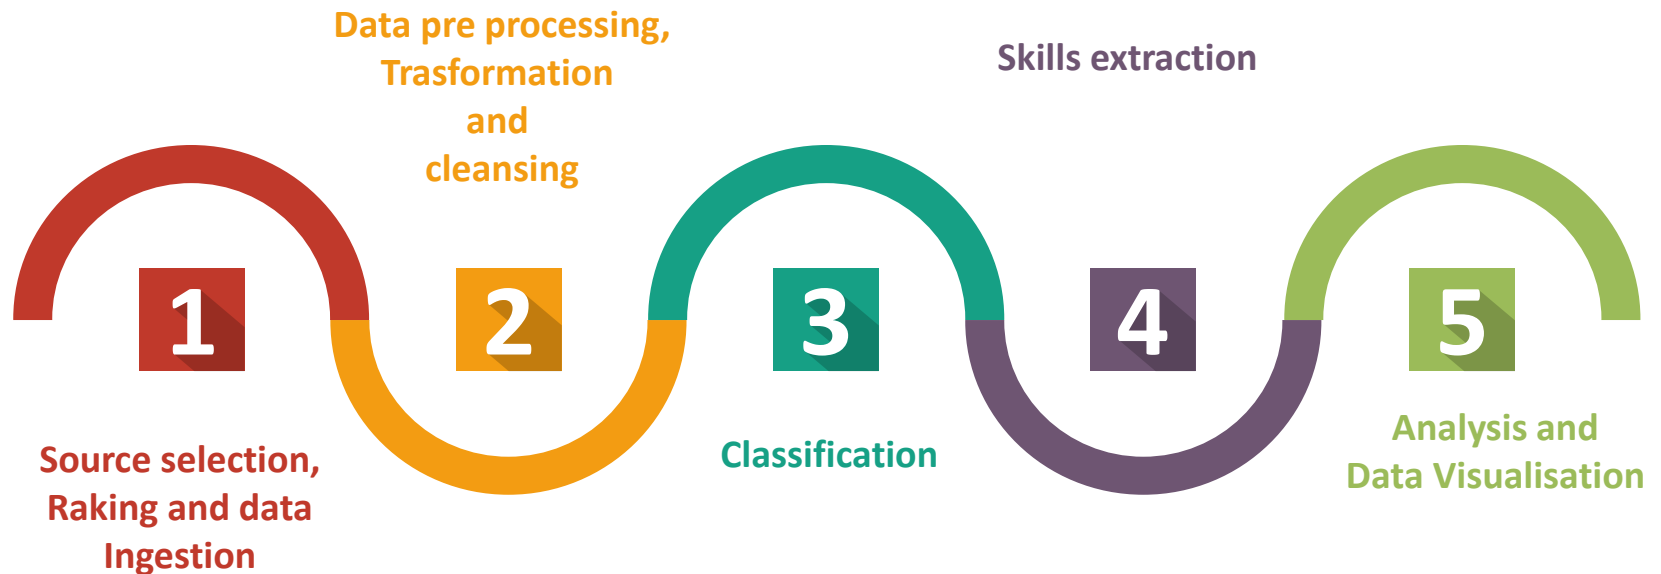 Data pre processing,
Trasformation
and
cleansing
Skills extraction
1
2
3
4
5
Source selection,
Raking and data
Ingestion
Classification
Analysis and
Data Visualisation